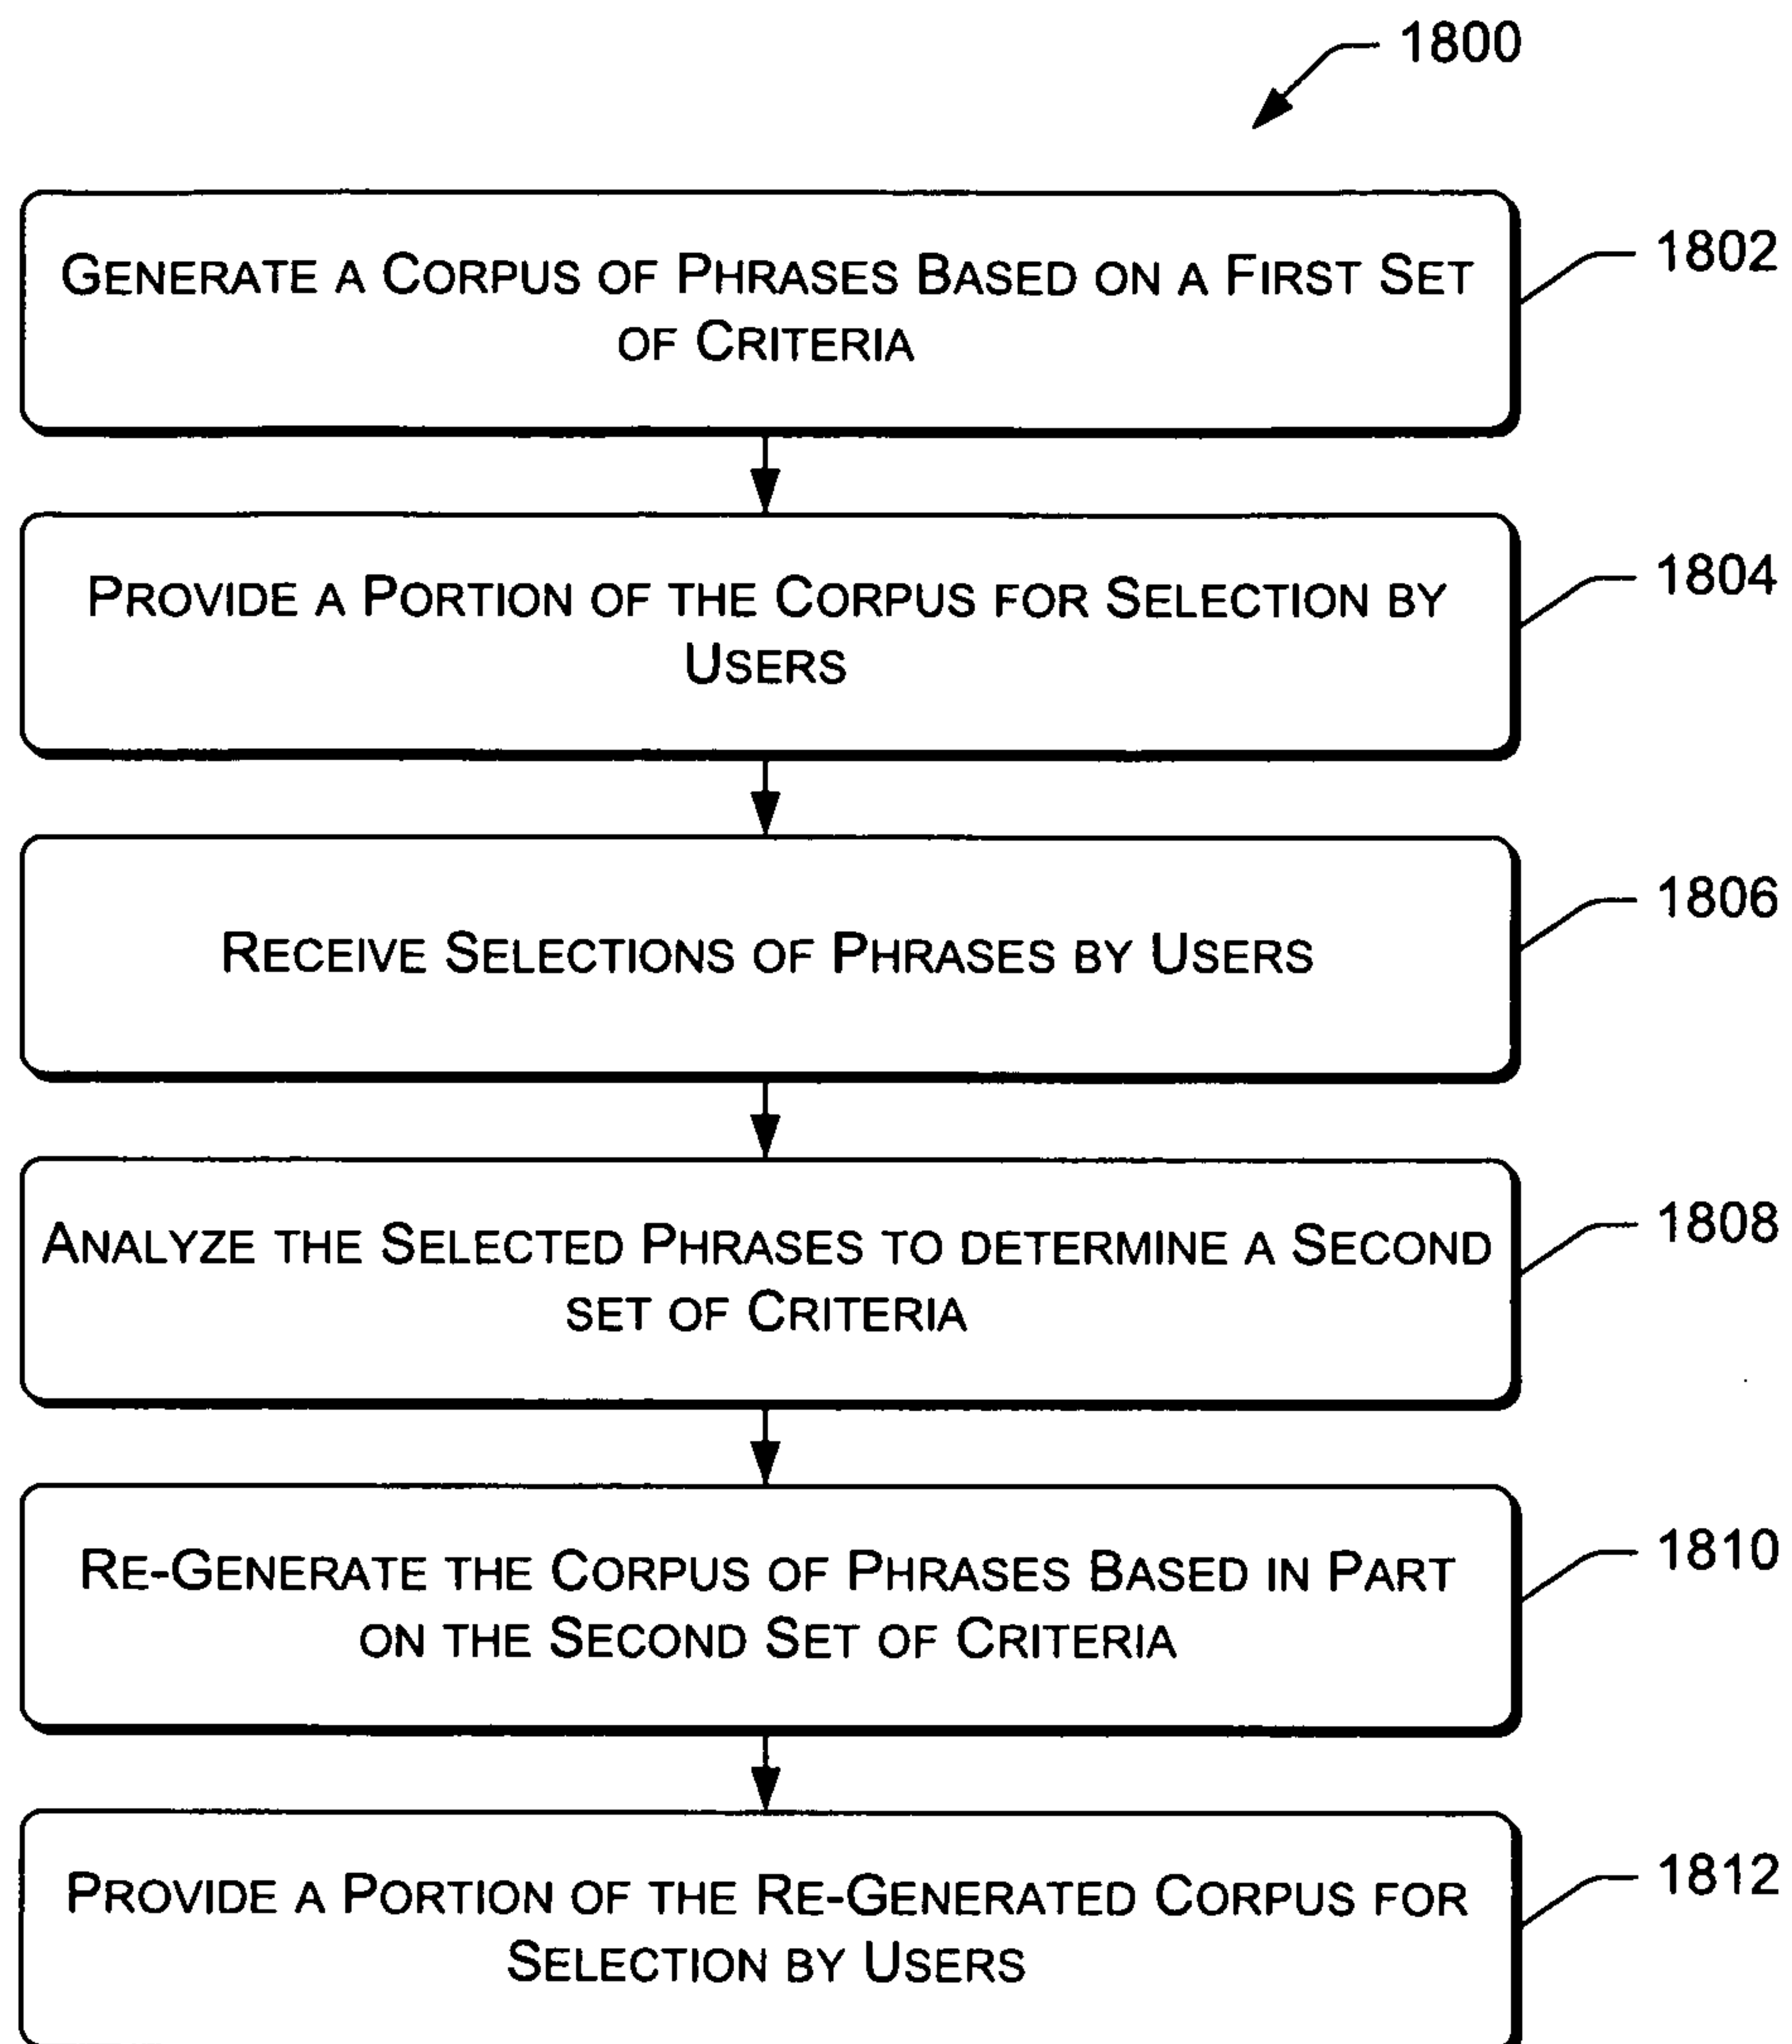 1800
GENERATE A CORPUS OF PHRASES BASED ON A FIRST SET
OF CRITERIA
1802
PROVIDE A PORTION OF THE CORPUS FOR SELECTION BY
USERS
1804
RECEIVE SELECTIONS OF PHRASES BY USERS
1806
ANALYZE THE SELECTED PHRASES TO DETERMINE A SECOND
SET OF CRITERIA
1808
RE-GENERATE THE CORPUS OF PHRASES BASED IN PART
ON THE SECOND SET OF CRITERIA
1810
PROVIDE A PORTION OF THE RE-GENERATED CORPUS FOR
SELECTION BY USERS
1812